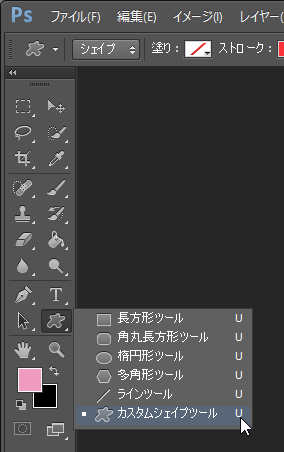 Ps ファイル(F) 編集(E) イメージ(I) レイヤー(
シェイプ 塗り: ストローク:
T
長方形ツール U
角丸長方形ツール U
楕円形ツール U
多角形ツール U
ラインツール U
カスタムシェイプツール U